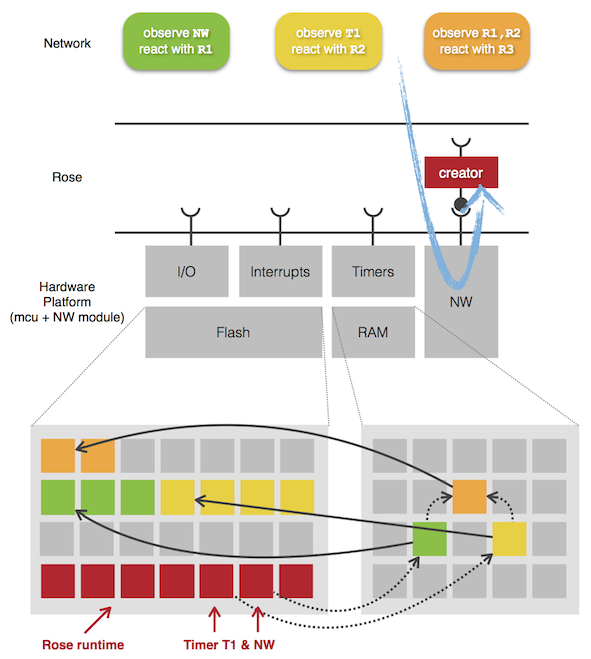 Network
observe NW
react with R1
observe T1
react with R2
observe R1,R2
react with R3
Rose
creator
Hardware
Platform
(mcu + NW module)
I/O
Interrupts
Timers
NW
Flash
RAM
Rose runtime
Timer T1 & NW